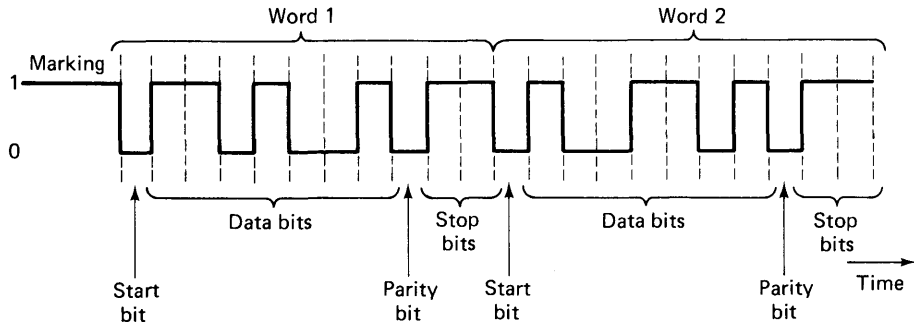 Word 1
Word 2
Marking
1
0
Data bits
Stop
bits
Data bits
Stop
bits
Start
bit
Parity
bit
Start
bit
Parity
bit
Time